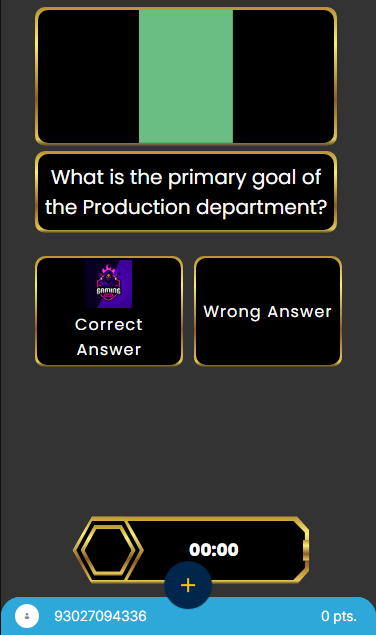 What is the primary goal of
the Production department?
GAMING
Correct
Answer
Wrong Answer
00:00
+
93027094336
0 pts.